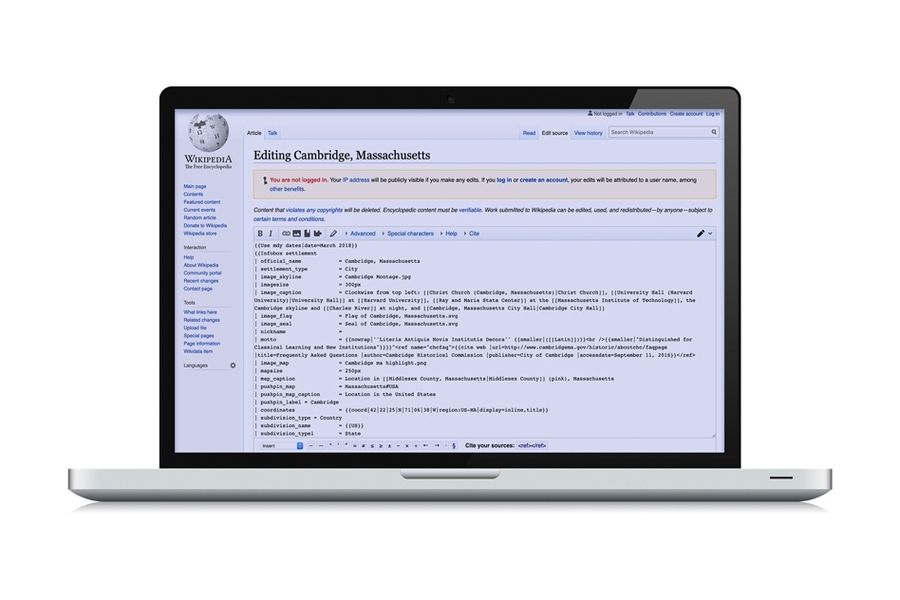 Not logged in Talk Contributions Create account Log in
Article Talk
Read Edit source View history Search Wikipedia
WIKIPEDIA
The Free Encyclopedia
Main page
Contents
Featured content
Current events
Random article
Donate to Wikipedia
Wikipedia store
Interaction
Help
About Wikipedia
Community portal
Recent changes
Contact page
Tools
What links here
Related changes
Upload file
Special pages
Page information
Wikidata item
Languages
Editing Cambridge, Massachusetts
You are not logged in. Your IP address will be publicly visible if you make any edits. If you log in or create an account, your edits will be attributed to a user name, among
other benefits.
Content that violates any copyrights will be deleted. Encyclopedic content must be verifiable. Work submitted to Wikipedia can be edited, used, and redistributed—by anyone—subject to
certain terms and conditions.
B I Advanced Special characters Help Cite
{{Use mdy dates|date=March 2018}}
{{Infobox settlement
| official_name = Cambridge, Massachusetts
| settlement_type = City
| image_skyline = Cambridge Montage.jpg
| imagesize = 300px
| image_caption = Clockwise from top left: [[Christ Church (Cambridge, Massachusetts)|Christ Church]], [[University Hall (Harvard
University)|University Hall]] at [[Harvard University]], [[Ray and Maria Stata Center]] at the [[Massachusetts Institute of Technology]], the
Cambridge skyline and [[Charles River]] at night, and [[Cambridge, Massachusetts City Hall|Cambridge City Hall]]
| image_flag = Flag of Cambridge, Massachusetts.svg
| image_seal = Seal of Cambridge, Massachusetts.svg
| nickname =
| motto = {{nowrap|''Literis Antiquis Novis Institutis Decora'' {{smaller|([[Latin]])}}<br />{{smaller|"Distinguished for
Classical Learning and New Institutions"}}}}<ref name="chcfaq">{{cite web |url=http://www.cambridgema.gov/historic/aboutchc/faqpage
|title=Frequently Asked Questions |author=Cambridge Historical Commission |publisher=City of Cambridge |accessdate=September 11, 2016}}</ref>
| image_map = Cambridge ma highlight.png
| mapsize = 250px
| map_caption = Location in [[Middlesex County, Massachusetts|Middlesex County]] (pink), Massachusetts
| pushpin_map = Massachusetts#USA
| pushpin_map_caption = Location in the United States
| pushpin_label = Cambridge
| coordinates = {{coord|42|22|25|N|71|06|38|W|region:US-MA|display=inline,title}}
| subdivision_type = Country
| subdivision_name = {{US}}
| subdivision_type1 = State
Insert – — ° ′ ″ ≈ ≠ ≤ ≥ ± − × ÷ ← → · § Cite your sources: <ref></ref>